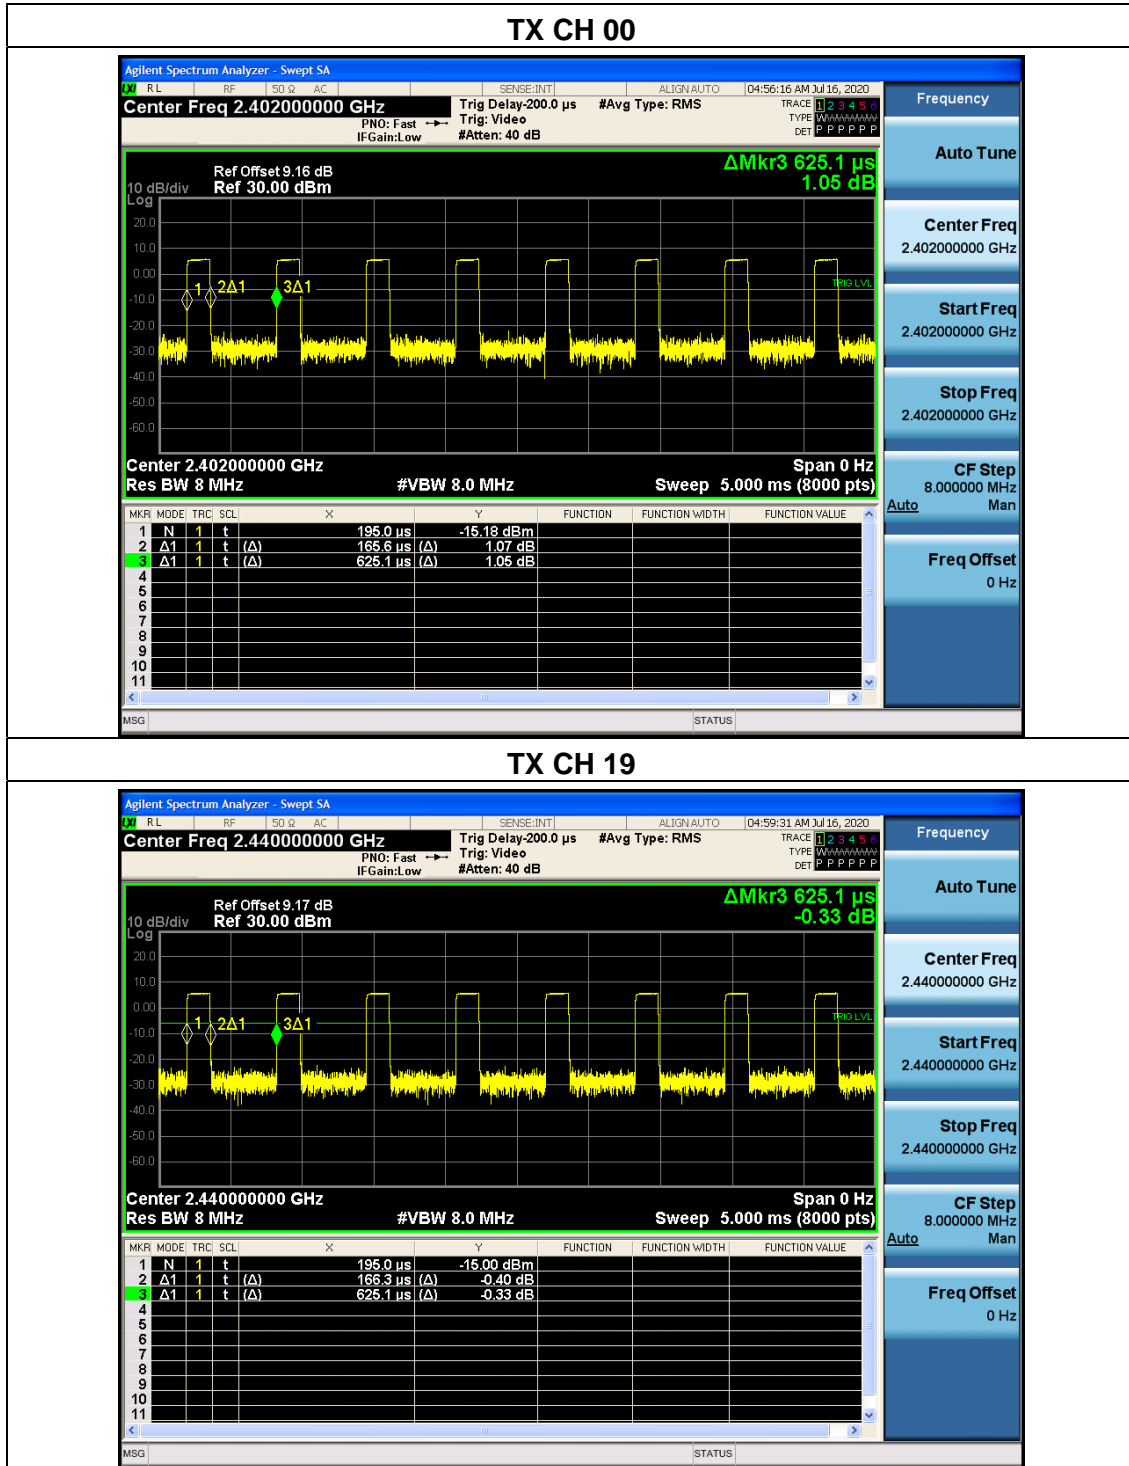 TX CH 00
Agilent Spectrum Analyzer - Swept SA
LXI RL RF 50 Ω AC SENSE:INT ALIGN AUTO 04:56:16 AM Jul 16, 2020
Center Freq 2.402000000 GHz Trig Delay-200.0 µs #Avg Type: RMS TRACE 1 2 3 4 5 6
PNO: Fast Trig: Video TYPE
IFGain:Low #Atten: 40 dB DET P P P P P P
Frequency
Auto Tune
Center Freq
2.402000000 GHz
Start Freq
2.402000000 GHz
Stop Freq
2.402000000 GHz
CF Step
8.000000 MHz
Auto Man
Freq Offset
0 Hz
ΔMkr3 625.1 µs
1.05 dB
Ref Offset 9.16 dB
10 dB/div Ref 30.00 dBm
Log
20.0
10.0
0.00
-10.0
-20.0
-30.0
-40.0
-50.0
-60.0
1 2Δ1 3Δ1
TRIG LVL
Center 2.402000000 GHz Span 0 Hz
Res BW 8 MHz #VBW 8.0 MHz Sweep 5.000 ms (8000 pts)
MKR MODE TRC SCL X Y FUNCTION FUNCTION WIDTH FUNCTION VALUE
1 N 1 t 195.0 µs -15.18 dBm
2 Δ1 1 t (Δ) 165.6 µs (Δ) 1.07 dB
3 Δ1 1 t (Δ) 625.1 µs (Δ) 1.05 dB
4
5
6
7
8
9
10
11
MSG STATUS
TX CH 19
Agilent Spectrum Analyzer - Swept SA
LXI RL RF 50 Ω AC SENSE:INT ALIGN AUTO 04:59:31 AM Jul 16, 2020
Center Freq 2.440000000 GHz Trig Delay-200.0 µs #Avg Type: RMS TRACE 1 2 3 4 5 6
PNO: Fast Trig: Video TYPE
IFGain:Low #Atten: 40 dB DET P P P P P P
Frequency
Auto Tune
Center Freq
2.440000000 GHz
Start Freq
2.440000000 GHz
Stop Freq
2.440000000 GHz
CF Step
8.000000 MHz
Auto Man
Freq Offset
0 Hz
ΔMkr3 625.1 µs
-0.33 dB
Ref Offset 9.17 dB
10 dB/div Ref 30.00 dBm
Log
20.0
10.0
0.00
-10.0
-20.0
-30.0
-40.0
-50.0
-60.0
1 2Δ1 3Δ1
TRIG LVL
Center 2.440000000 GHz Span 0 Hz
Res BW 8 MHz #VBW 8.0 MHz Sweep 5.000 ms (8000 pts)
MKR MODE TRC SCL X Y FUNCTION FUNCTION WIDTH FUNCTION VALUE
1 N 1 t 195.0 µs -15.00 dBm
2 Δ1 1 t (Δ) 166.3 µs (Δ) -0.40 dB
3 Δ1 1 t (Δ) 625.1 µs (Δ) -0.33 dB
4
5
6
7
8
9
10
11
MSG STATUS